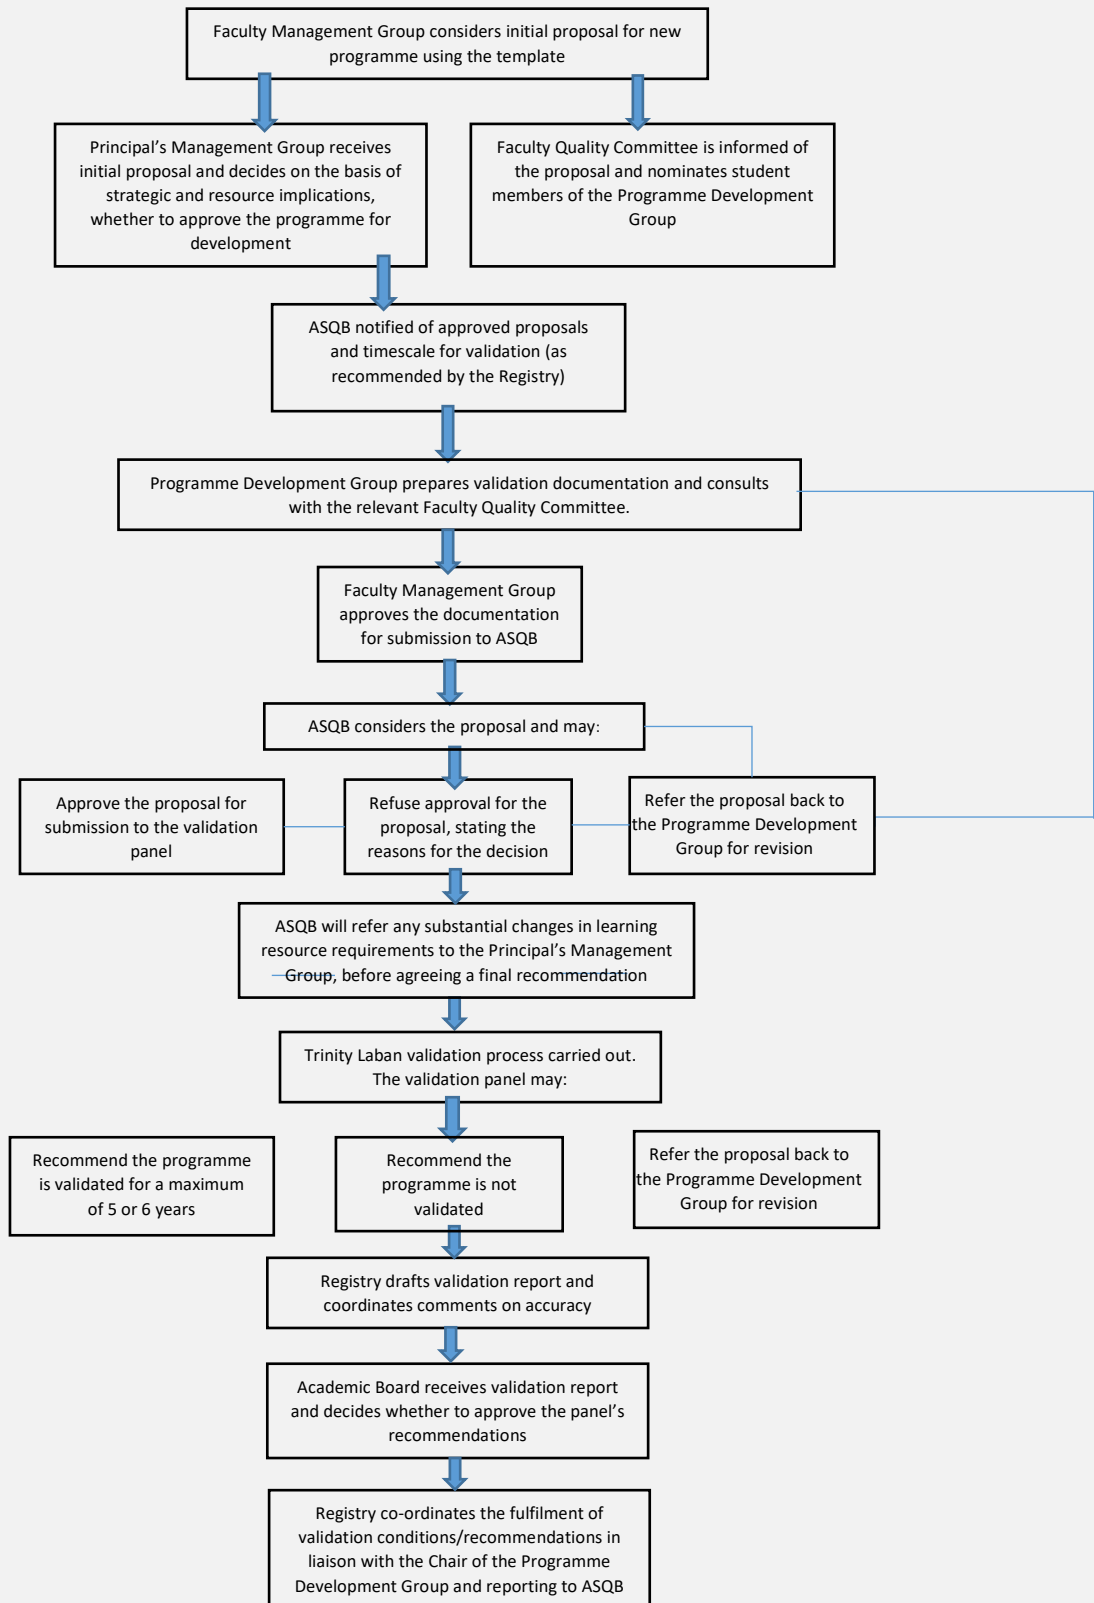 Faculty Management Group considers initial proposal for new
programme using the template
Principal’s Management Group receives
initial proposal and decides on the basis of
strategic and resource implications,
whether to approve the programme for
development
Faculty Quality Committee is informed of
the proposal and nominates student
members of the Programme Development
Group
ASQB notified of approved proposals
and timescale for validation (as
recommended by the Registry)
Programme Development Group prepares validation documentation and consults
with the relevant Faculty Quality Committee.
Faculty Management Group
approves the documentation
for submission to ASQB
ASQB considers the proposal and may:
Approve the proposal for
submission to the validation
panel
Refuse approval for the
proposal, stating the
reasons for the decision
Refer the proposal back to
the Programme Development
Group for revision
ASQB will refer any substantial changes in learning
resource requirements to the Principal’s Management
Group, before agreeing a final recommendation
Trinity Laban validation process carried out.
The validation panel may:
Recommend the programme
is validated for a maximum
of 5 or 6 years
Recommend the
programme is not
validated
Refer the proposal back to
the Programme Development
Group for revision
Registry drafts validation report and
coordinates comments on accuracy
Academic Board receives validation report
and decides whether to approve the panel’s
recommendations
Registry co-ordinates the fulfilment of
validation conditions/recommendations in
liaison with the Chair of the Programme
Development Group and reporting to ASQB